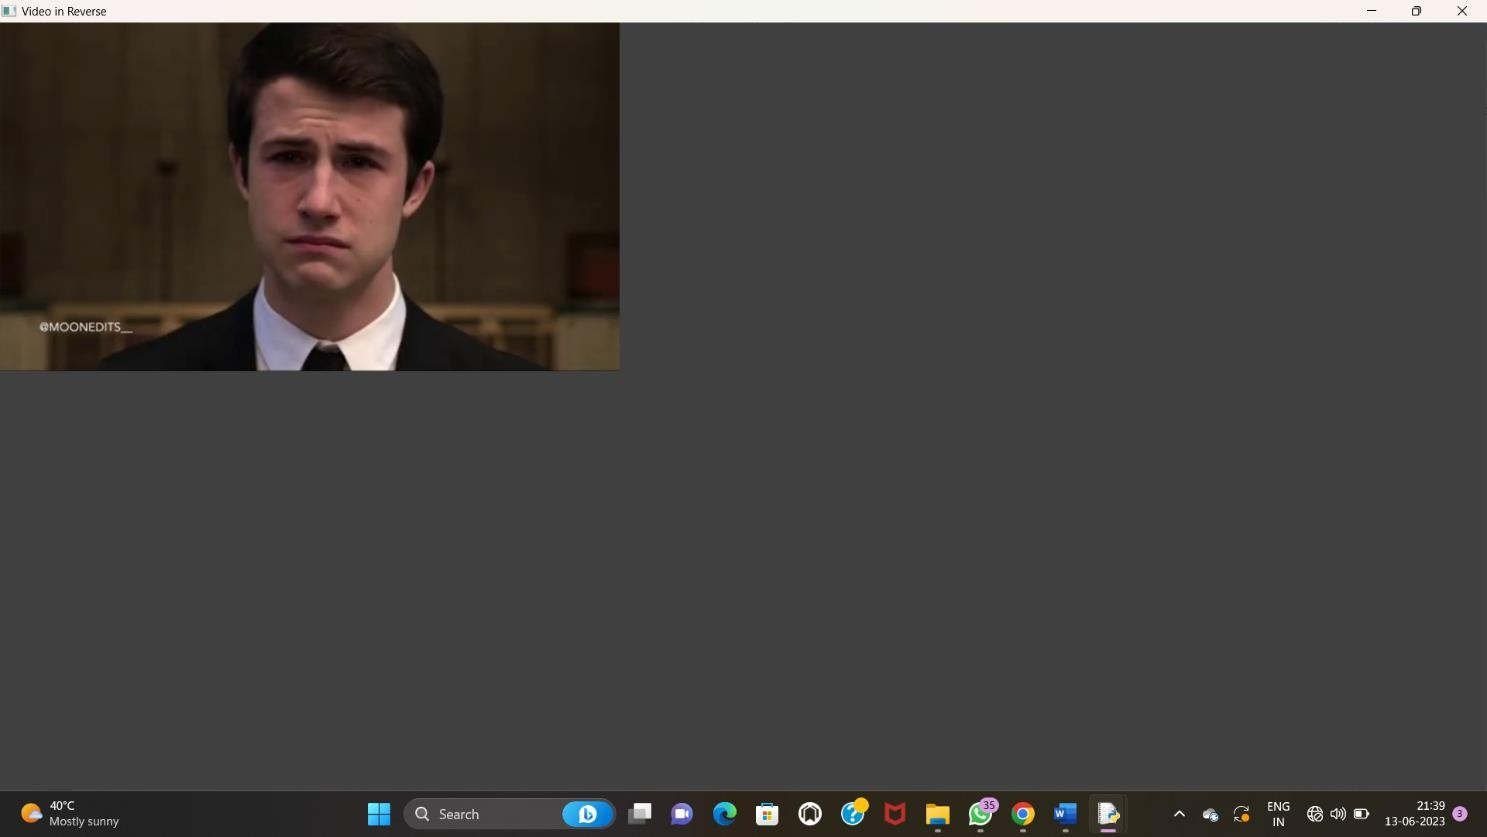 Video in Reverse
@MOONEDITS__
40°C
Mostly sunny
Search
35
W
ENG
IN
21:39
13-06-2023
3